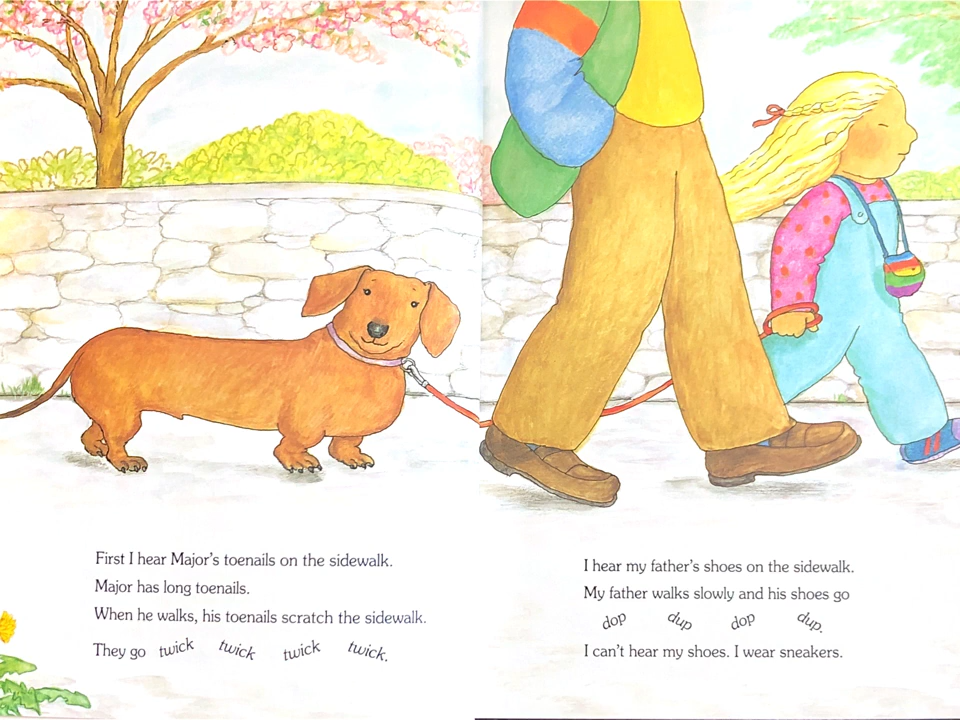 First I hear Major's toenails on the sidewalk.
Major has long toenails.
When he walks, his toenails scratch the sidewalk.
They go twick twick twick twick.
I hear my father's shoes on the sidewalk.
My father walks slowly and his shoes go
dop dup dop dup.
I can't hear my shoes. I wear sneakers.